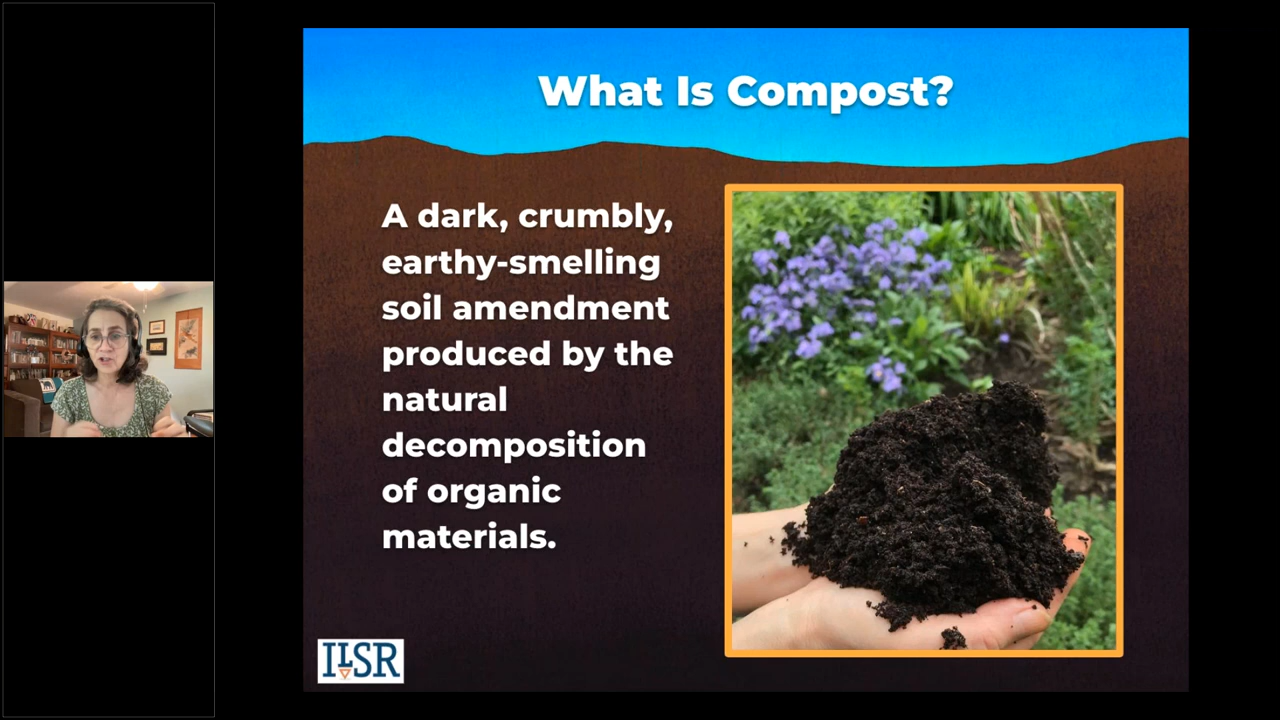 What Is Compost?
A dark, crumbly,
earthy-smelling
soil amendment
produced by the
natural
decomposition
of organic
materials.
ILSR